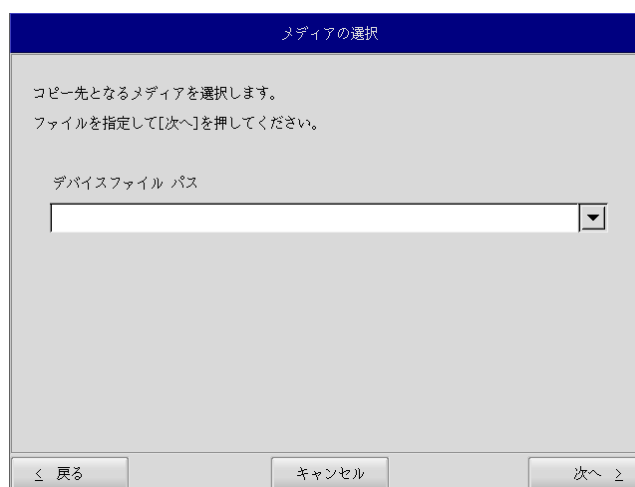 メディアの選択
コピー先となるメディアを選択します。
ファイルを指定して[次へ]を押してください。
デバイスファイル パス
< 戻る
キャンセル
次へ >